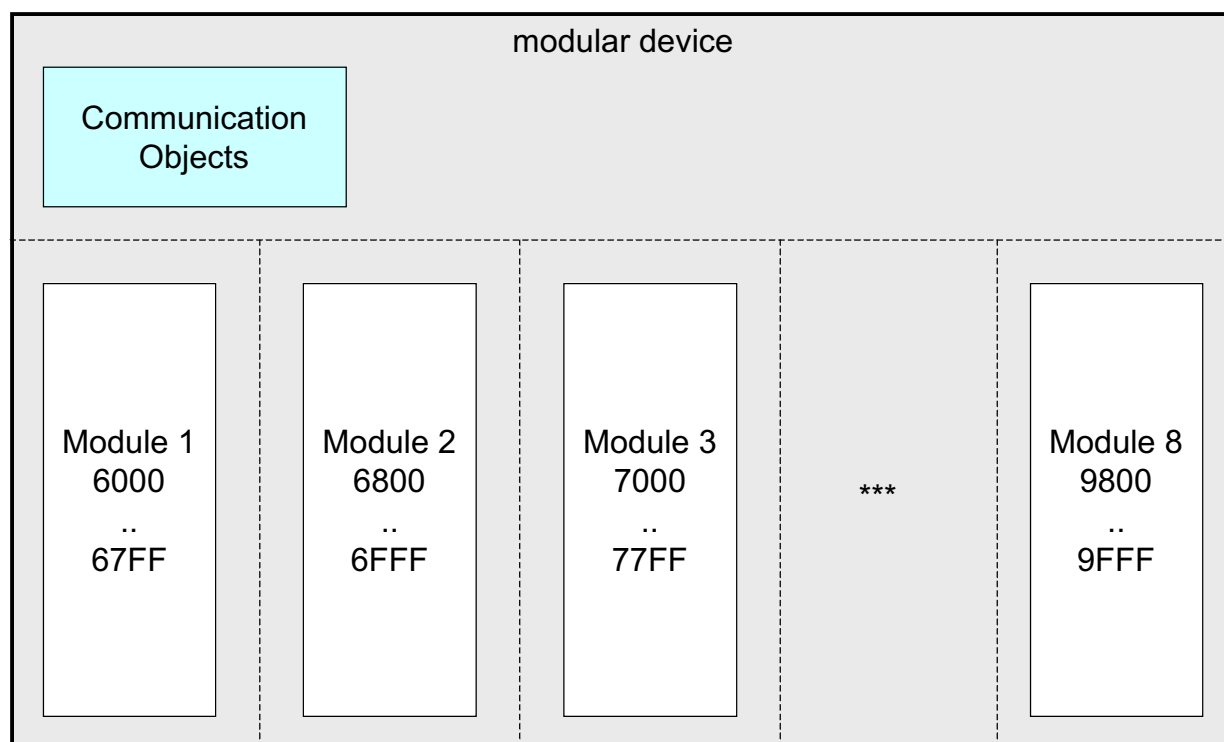 modular device
Communication
Objects
Module 1
6000
..
67FF
Module 2
6800
..
6FFF
Module 3
7000
..
77FF
***
Module 8
9800
..
9FFF